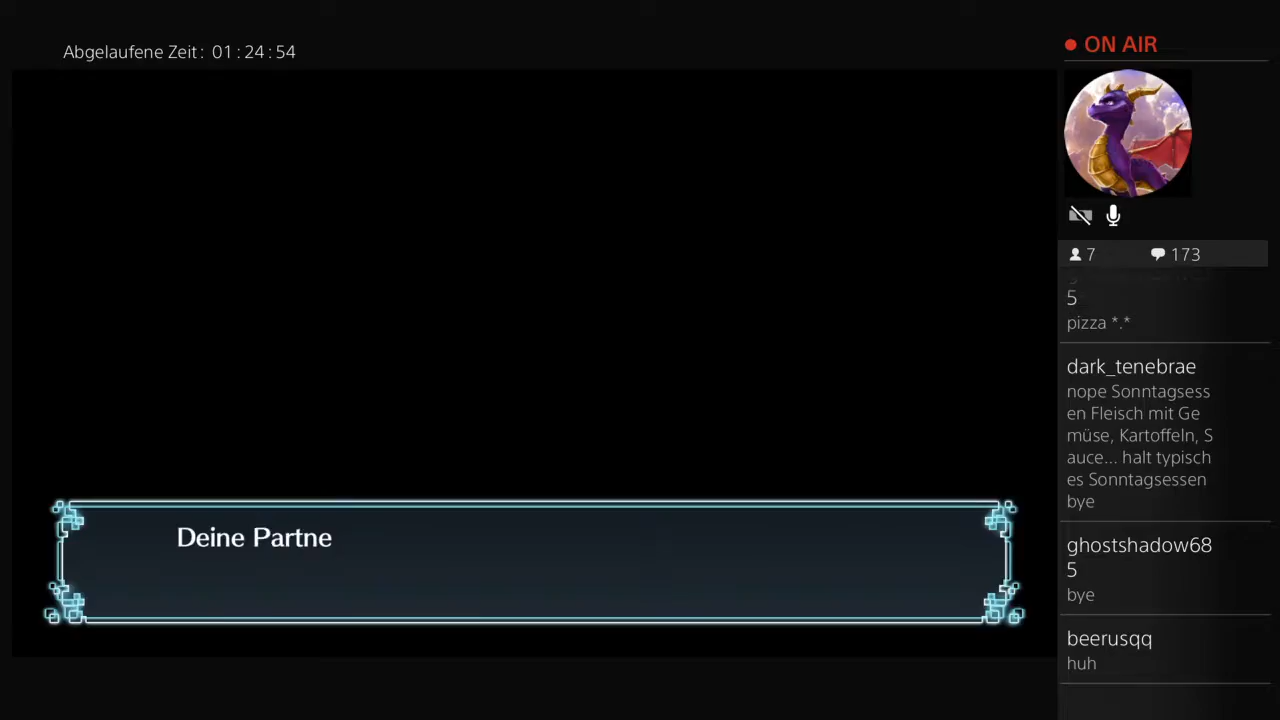 Abgelaufene Zeit: 01:24:54
ON AIR
7 173
5
pizza *.*
dark_tenebrae
nope Sonntagsess
en Fleisch mit Ge
müse, Kartoffeln, S
auce... halt typisch
es Sonntagsessen
bye
ghostshadow68
5
bye
beerusqq
huh
Deine Partne